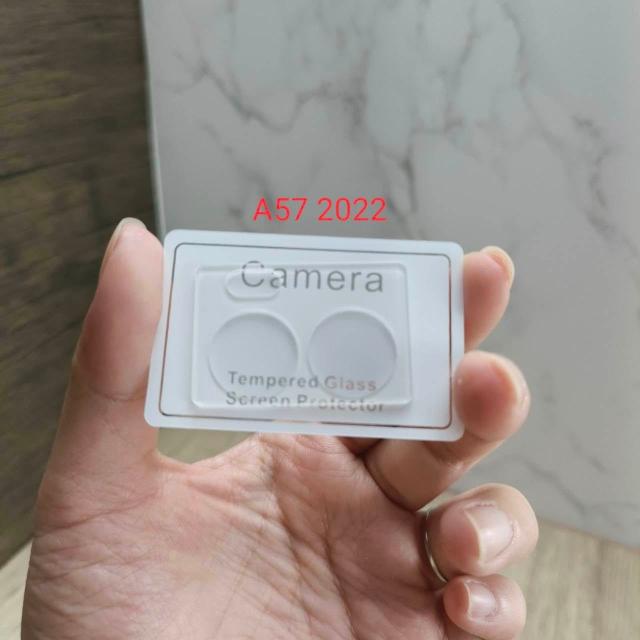 A57 2022
Camera
Tempered Glass
Screen Protector